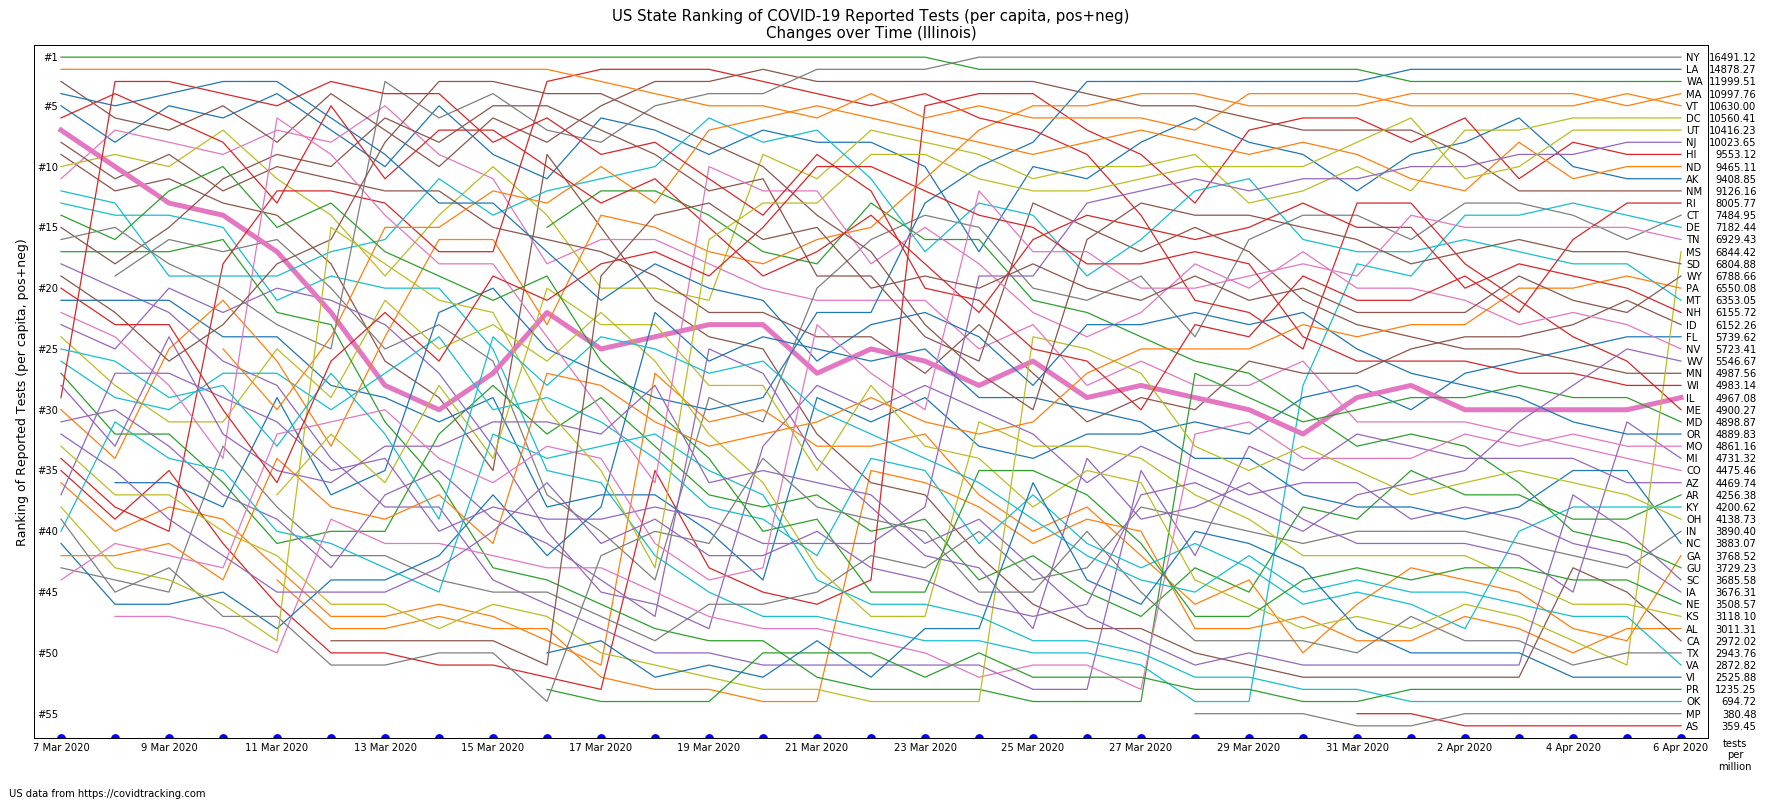 US State Ranking of COVID-19 Reported Tests (per capita, pos+neg)
Changes over Time (Illinois)
Ranking of Reported Tests (per capita, pos+neg)
#1
#5
#10
#15
#20
#25
#30
#35
#40
#45
#50
#55
NY 16491.12
LA 14878.27
WA 11999.51
MA 10997.76
VT 10630.00
DC 10560.41
UT 10416.23
NJ 10023.65
HI 9553.12
ND 9465.11
AK 9408.85
NM 9126.16
RI 8005.77
CT 7484.95
DE 7182.44
TN 6929.43
MS 6844.42
SD 6804.88
WY 6788.66
PA 6550.08
MT 6353.05
NH 6155.72
ID 6152.26
FL 5739.62
NV 5723.41
WV 5546.67
MN 4987.56
WI 4983.14
IL 4967.08
ME 4900.27
MD 4898.87
OR 4889.83
MO 4861.16
MI 4731.32
CO 4475.46
AZ 4469.74
AR 4256.38
KY 4200.62
OH 4138.73
IN 3890.40
NC 3883.07
GA 3768.52
GU 3729.23
SC 3685.58
IA 3676.31
NE 3508.57
KS 3118.10
AL 3011.31
CA 2972.02
TX 2943.76
VA 2872.82
VI 2525.88
PR 1235.25
OK 694.72
MP 380.48
AS 359.45
7 Mar 2020 9 Mar 2020 11 Mar 2020 13 Mar 2020 15 Mar 2020 17 Mar 2020 19 Mar 2020 21 Mar 2020 23 Mar 2020 25 Mar 2020 27 Mar 2020 29 Mar 2020 31 Mar 2020 2 Apr 2020 4 Apr 2020 6 Apr 2020
tests
per
million
US data from https://covidtracking.com